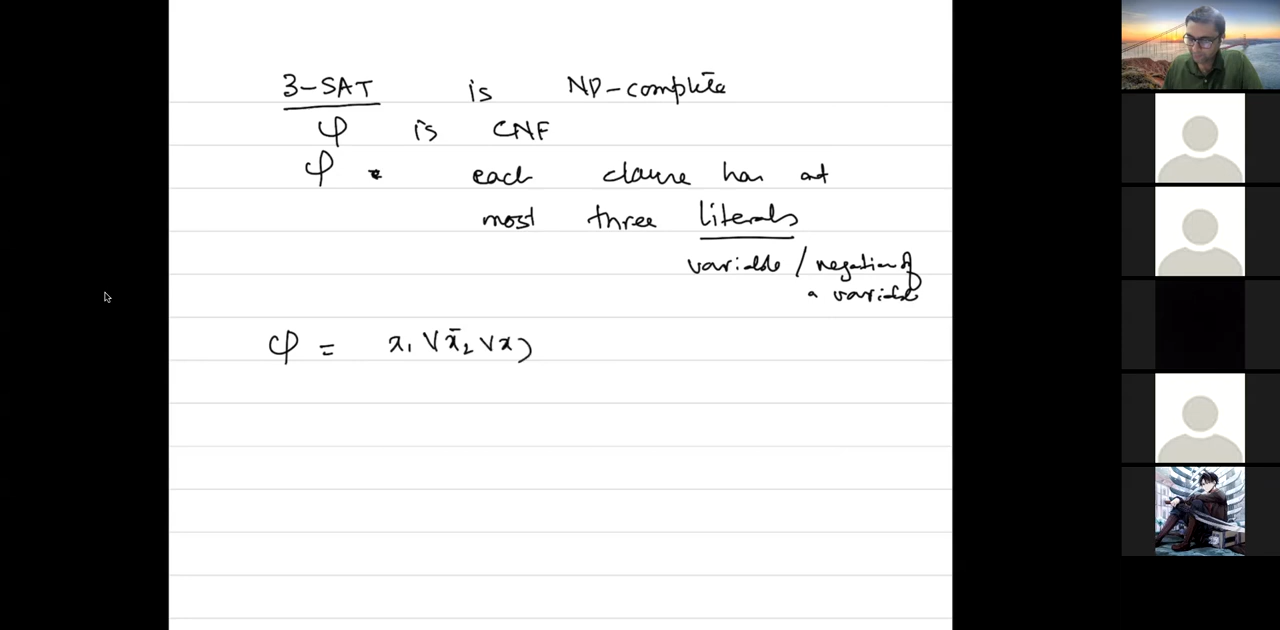 3-SAT is NP-complete
φ is CNF
φ each clause has at
most three literals
variable / negation of
a variable
φ = x₁ ∨ x̄₂ ∨ x